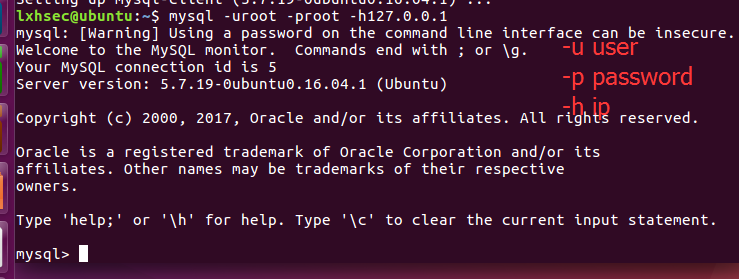 Setting up mysql-client (5.7.19-0ubuntu0.16.04.1) ...
lxhsec@ubuntu:~$ mysql -uroot -proot -h127.0.0.1
mysql: [Warning] Using a password on the command line interface can be insecure.
Welcome to the MySQL monitor.  Commands end with ; or \g.
-u user
Your MySQL connection id is 5
-p password
Server version: 5.7.19-0ubuntu0.16.04.1 (Ubuntu)
-h ip
Copyright (c) 2000, 2017, Oracle and/or its affiliates. All rights reserved.
Oracle is a registered trademark of Oracle Corporation and/or its
affiliates. Other names may be trademarks of their respective
owners.
Type 'help;' or '\h' for help. Type '\c' to clear the current input statement.
mysql>